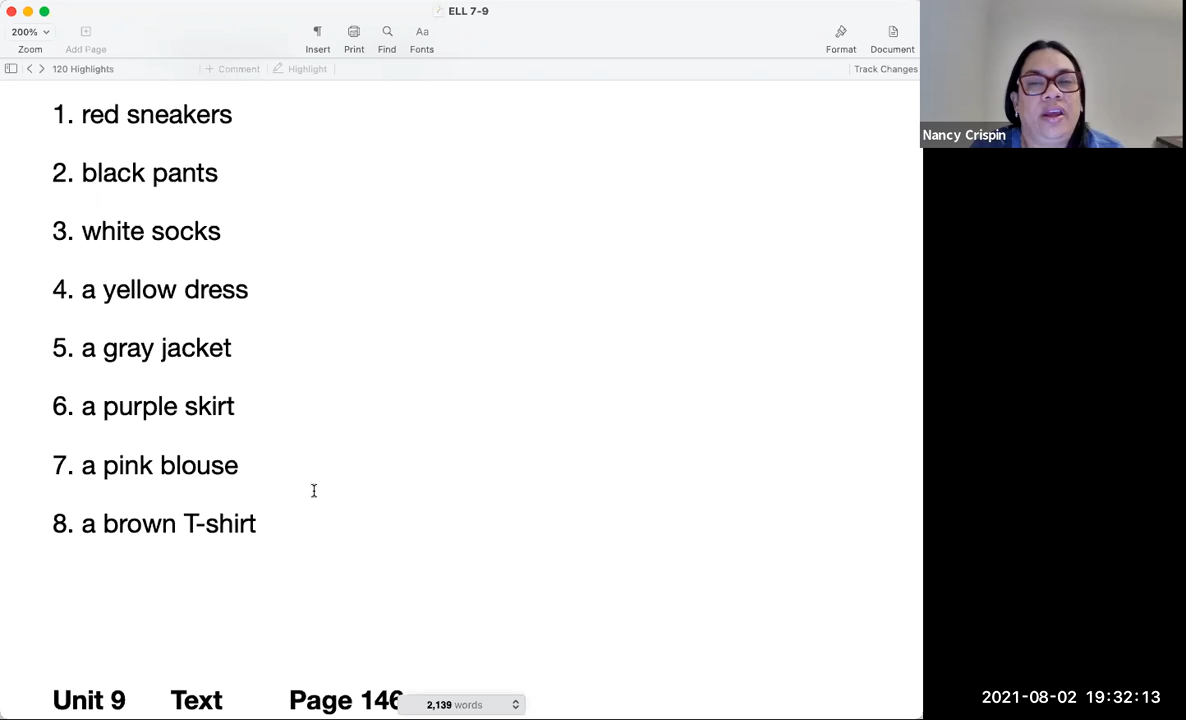 ELL 7-9
200%
Zoom
Add Page
Insert
Print
Find
Aa
Fonts
Format
Document
120 Highlights
+ Comment
Highlight
Track Changes
1. red sneakers
2. black pants
3. white socks
4. a yellow dress
5. a gray jacket
6. a purple skirt
7. a pink blouse
8. a brown T-shirt
Unit 9 Text Page 146
2,139 words
Nancy Crispin
2021-08-02 19:32:13